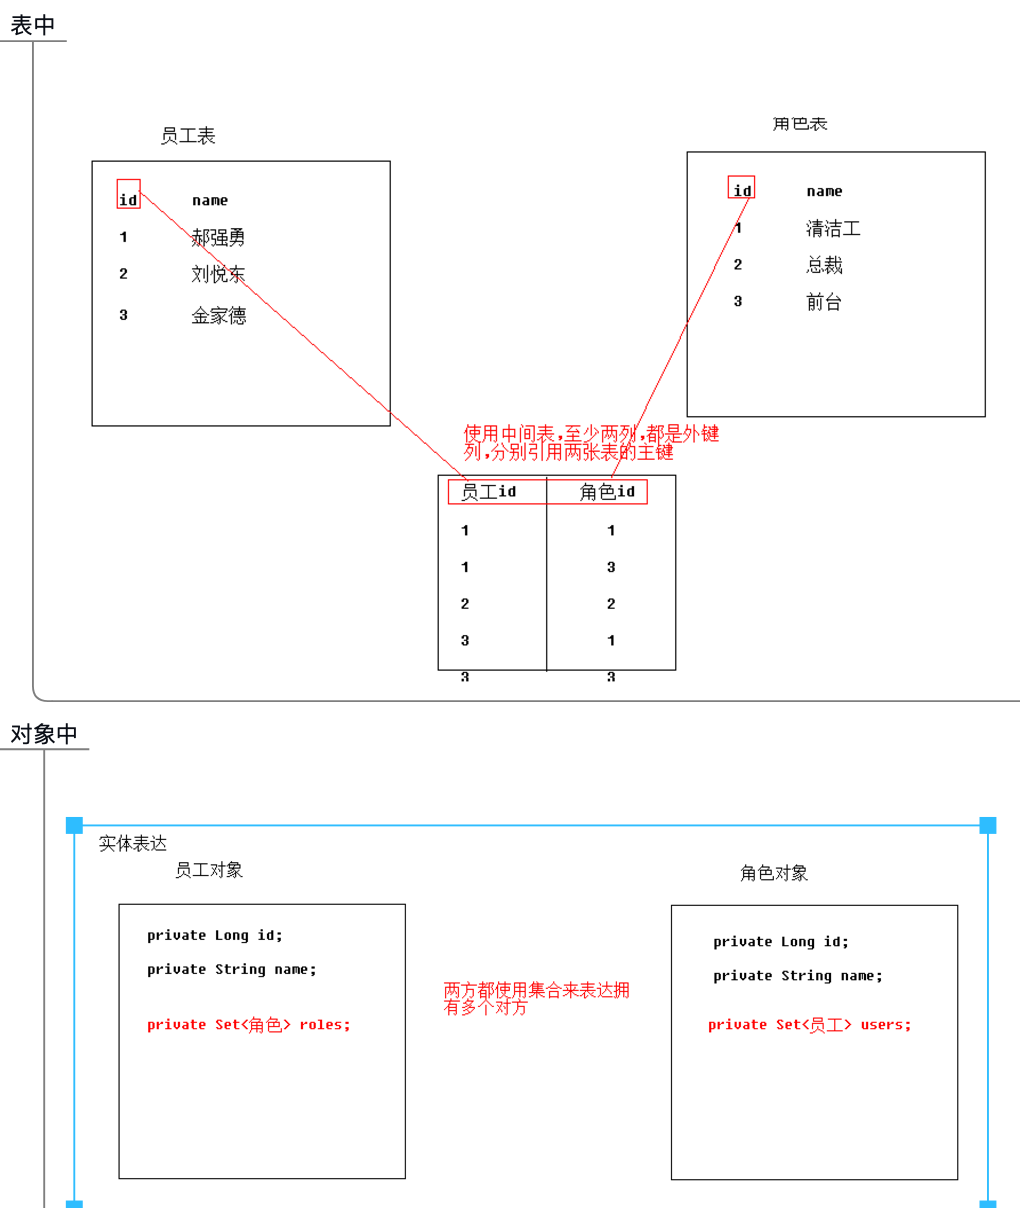 表中
员工表
角色表
id name
1 郝强勇
2 刘悦东
3 金家德
id name
1 清洁工
2 总裁
3 前台
使用中间表,至少两列,都是外键
列,分别引用两张表的主键
员工id 角色id
1 1
1 3
2 2
3 1
3 3
对象中
实体表达
员工对象
角色对象
private Long id;
private String name;
private Set<角色> roles;
两方都使用集合来表达拥
有多个对方
private Long id;
private String name;
private Set<员工> users;